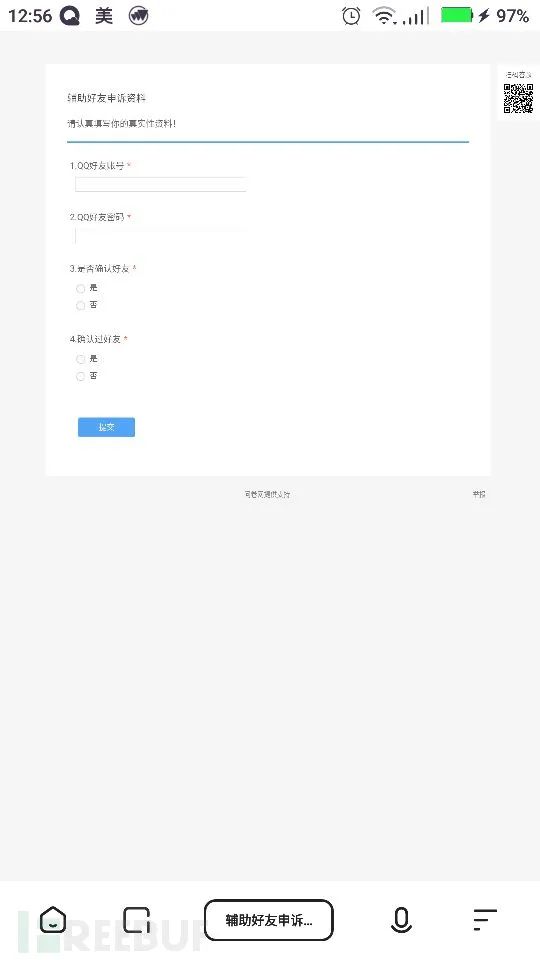 12:56 美 97%
辅助好友申诉资料
请认真填写你的真实性资料!
扫码答题
1.QQ好友账号 *
2.QQ好友密码 *
3.是否确认好友 *
是
否
4.确认过好友 *
是
否
提交
问卷网提供支持
举报
辅助好友申诉...
FREEBUF